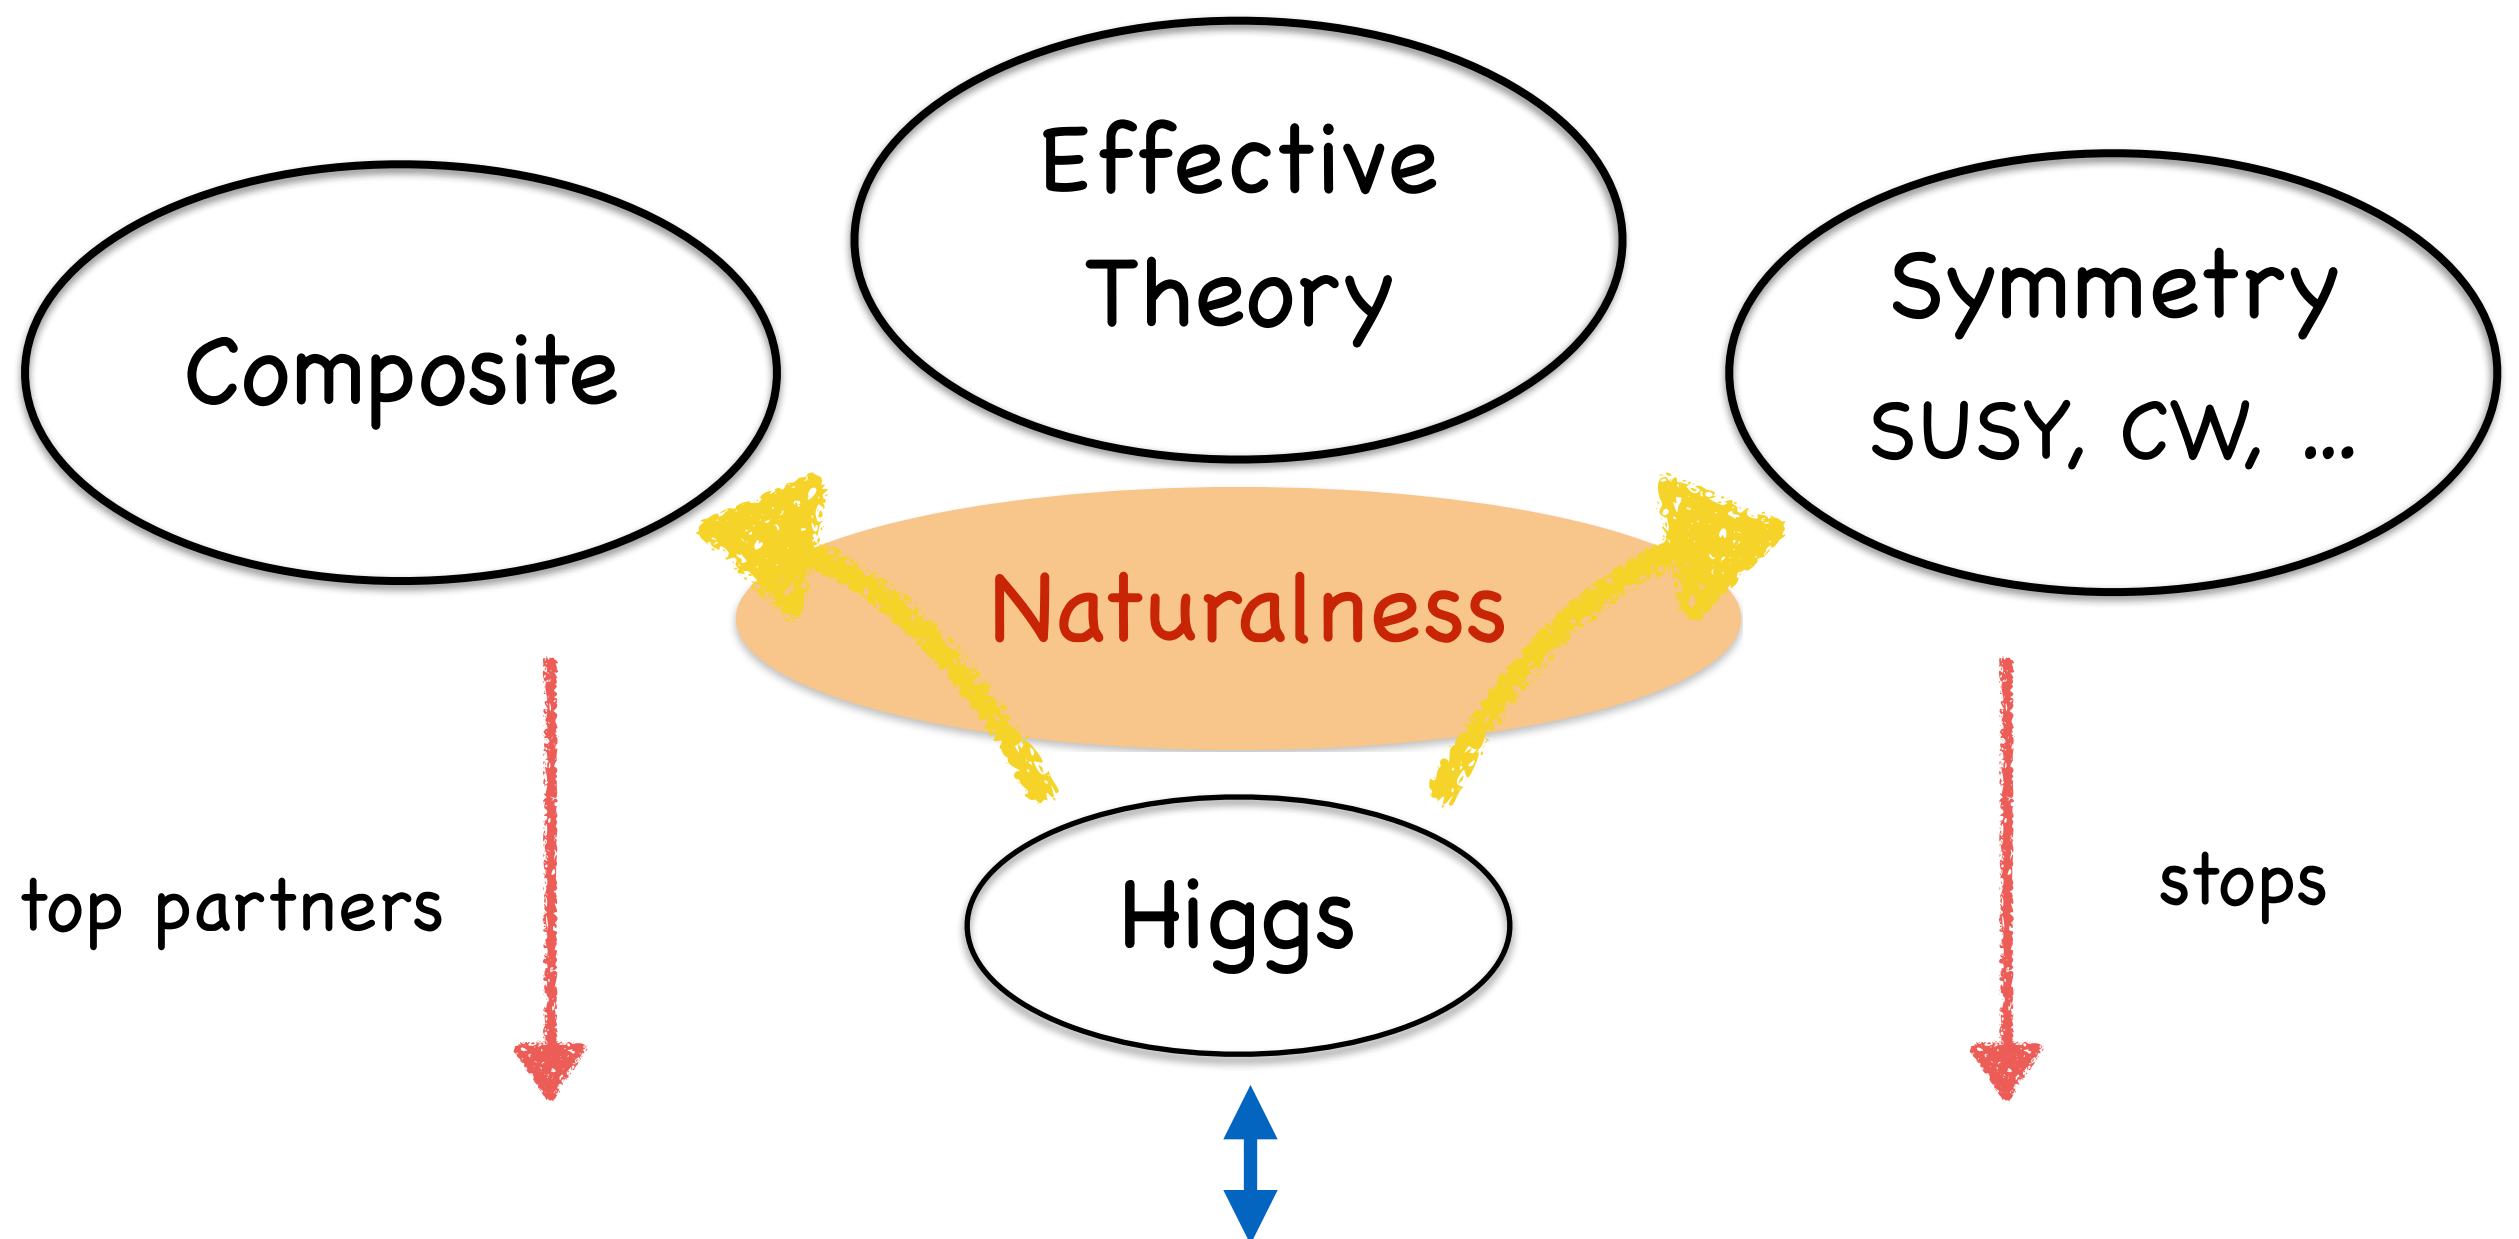 Effective
Theory
Composite
Symmetry
SUSY, CW, ...
Naturalness
top partners
Higgs
stops